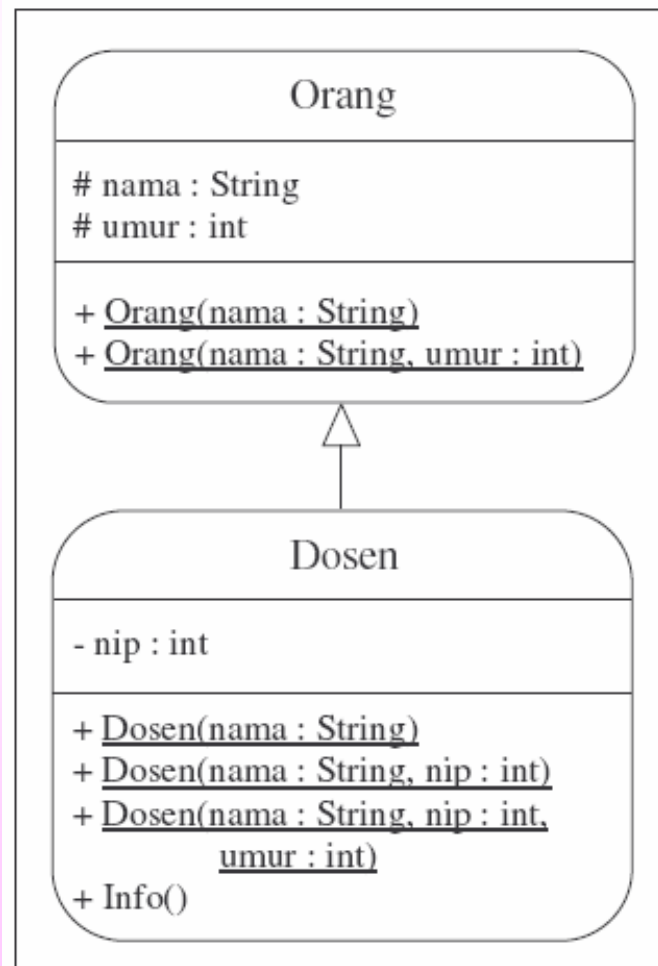 Orang
# nama : String
# umur : int
+ Orang(nama : String)
+ Orang(nama : String, umur : int)
Dosen
- nip : int
+ Dosen(nama : String)
+ Dosen(nama : String, nip : int)
+ Dosen(nama : String, nip : int,
umur : int)
+ Info()